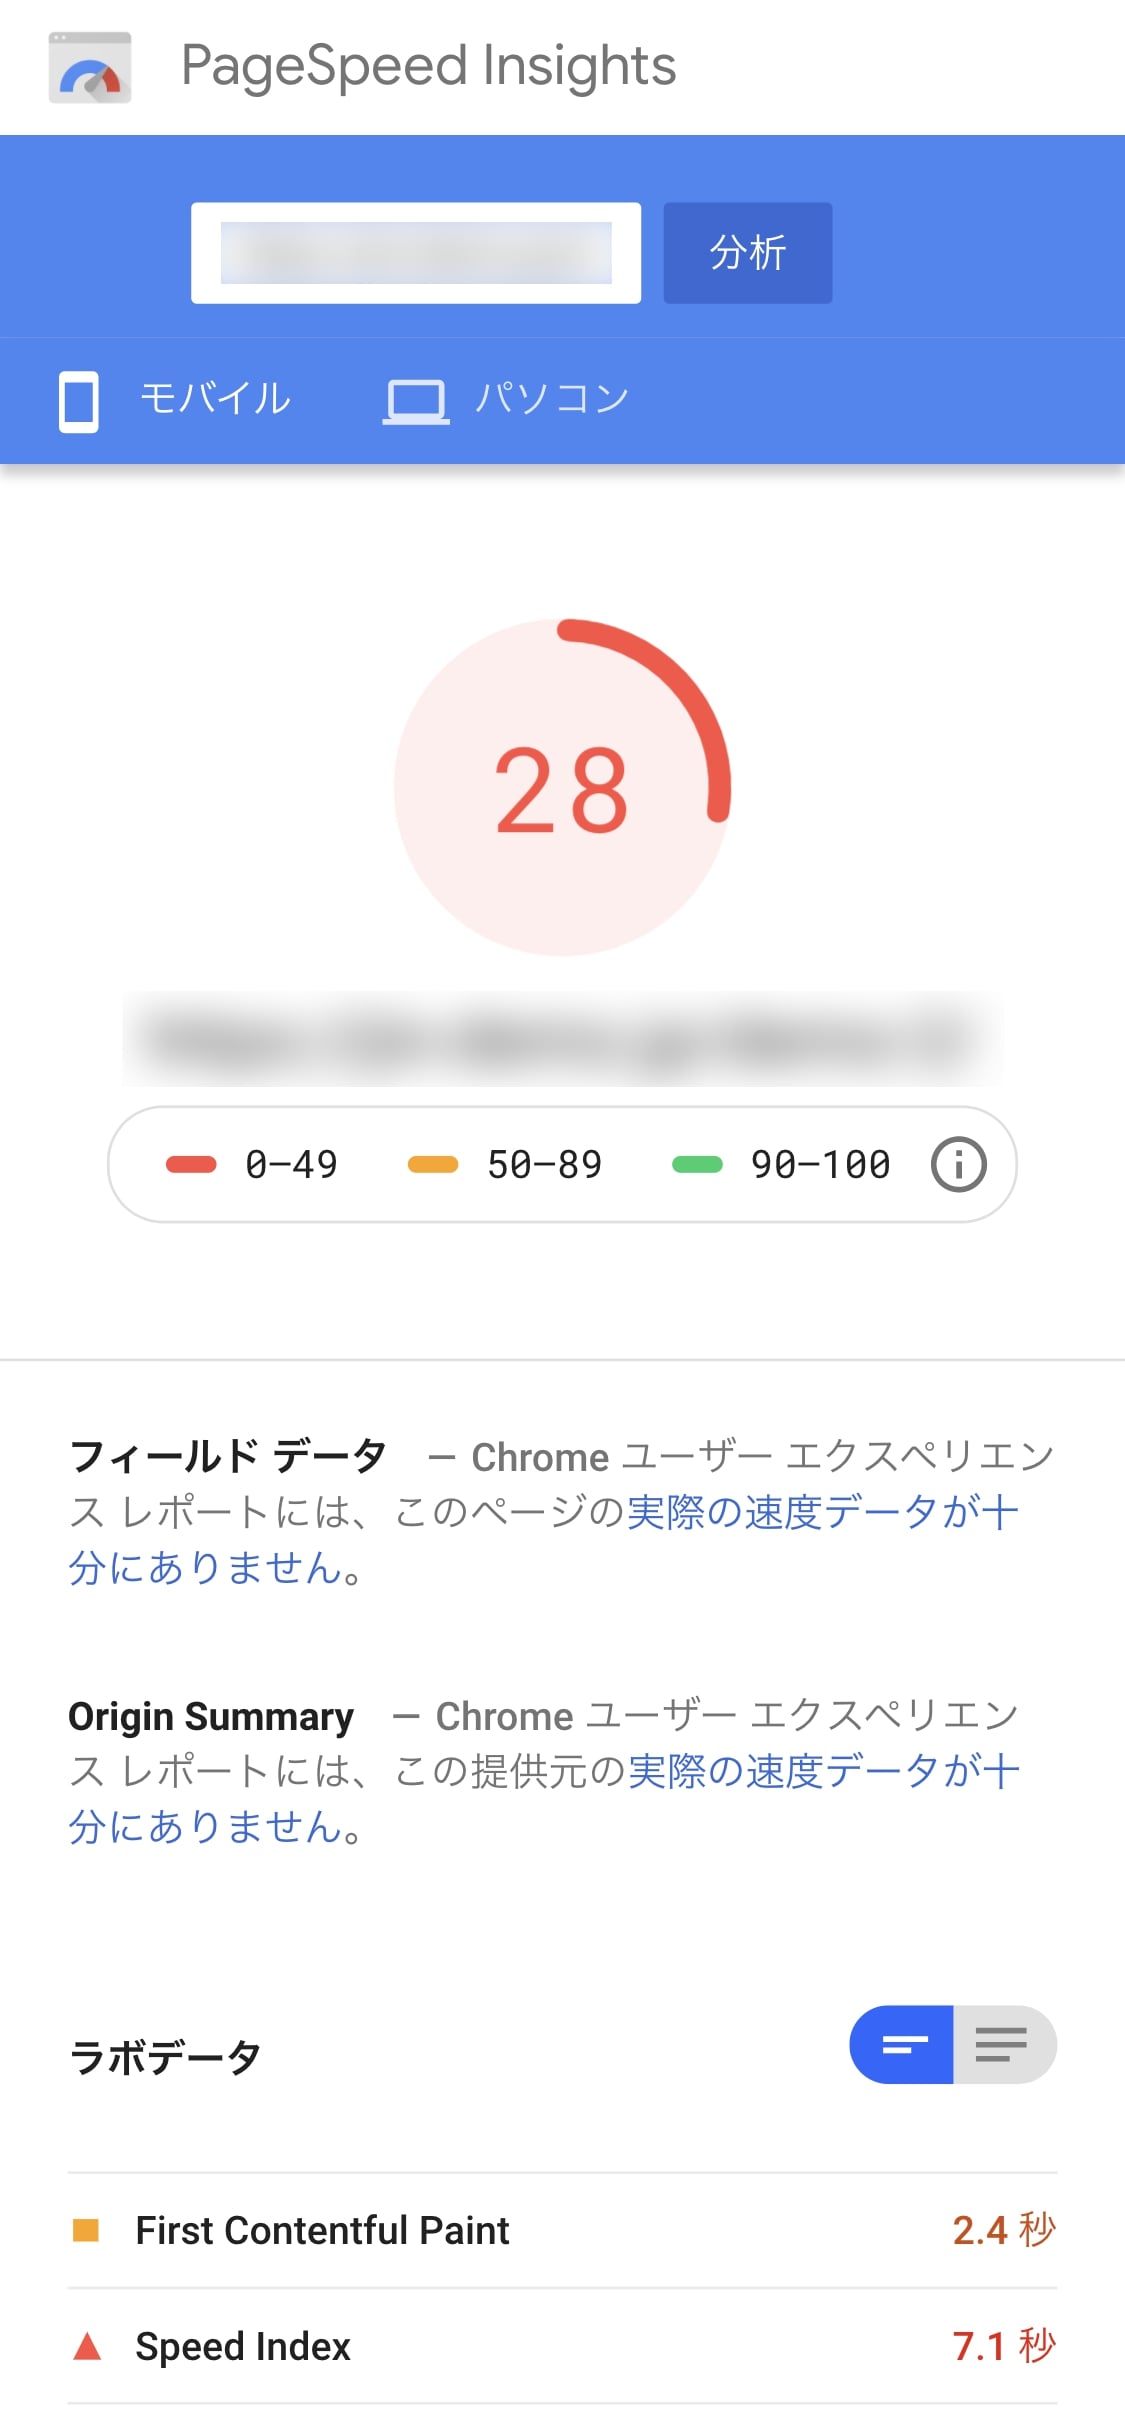 PageSpeed Insights
分析
モバイル パソコン
28
0–49 50–89 90–100
フィールド データ – Chrome ユーザー エクスペリエン
ス レポートには、このページの実際の速度データが十
分にありません。
Origin Summary – Chrome ユーザー エクスペリエン
ス レポートには、この提供元の実際の速度データが十
分にありません。
ラボデータ
First Contentful Paint 2.4 秒
Speed Index 7.1 秒